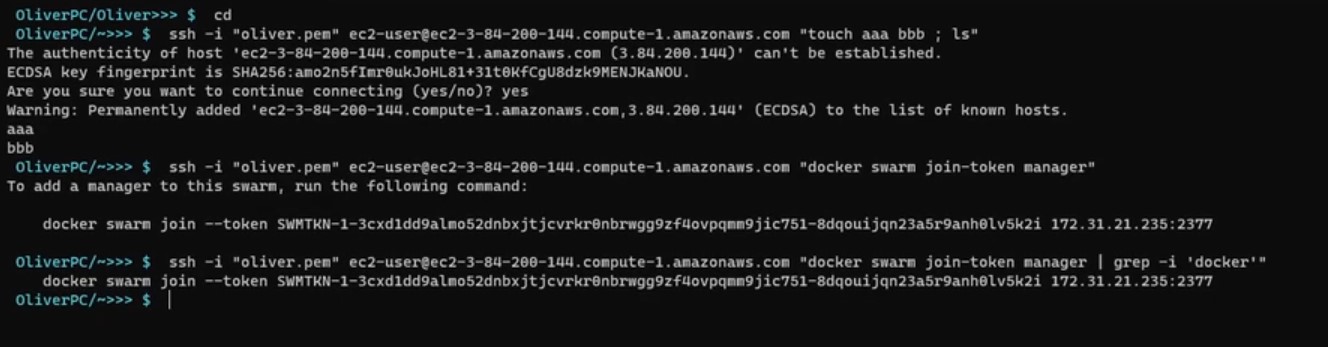 OliverPC/Oliver>>> $ cd
OliverPC/~>>> $ ssh -i "oliver.pem" ec2-user@ec2-3-84-200-144.compute-1.amazonaws.com "touch aaa bbb ; ls"
The authenticity of host 'ec2-3-84-200-144.compute-1.amazonaws.com (3.84.200.144)' can't be established.
ECDSA key fingerprint is SHA256:amo2n5fImr0ukJoHL81+31t0KfCgU8dzk9MENJKaNOU.
Are you sure you want to continue connecting (yes/no)? yes
Warning: Permanently added 'ec2-3-84-200-144.compute-1.amazonaws.com,3.84.200.144' (ECDSA) to the list of known hosts.
aaa
bbb
OliverPC/~>>> $ ssh -i "oliver.pem" ec2-user@ec2-3-84-200-144.compute-1.amazonaws.com "docker swarm join-token manager"
To add a manager to this swarm, run the following command:
docker swarm join --token SWMTKN-1-3cxd1dd9almo52dnbxjtjcvrkr0nbrwgg9zf4ovpqmm9jic751-8dqouijqn23a5r9anh0lv5k2i 172.31.21.235:2377
OliverPC/~>>> $ ssh -i "oliver.pem" ec2-user@ec2-3-84-200-144.compute-1.amazonaws.com "docker swarm join-token manager | grep -i 'docker'"
docker swarm join --token SWMTKN-1-3cxd1dd9almo52dnbxjtjcvrkr0nbrwgg9zf4ovpqmm9jic751-8dqouijqn23a5r9anh0lv5k2i 172.31.21.235:2377
OliverPC/~>>> $